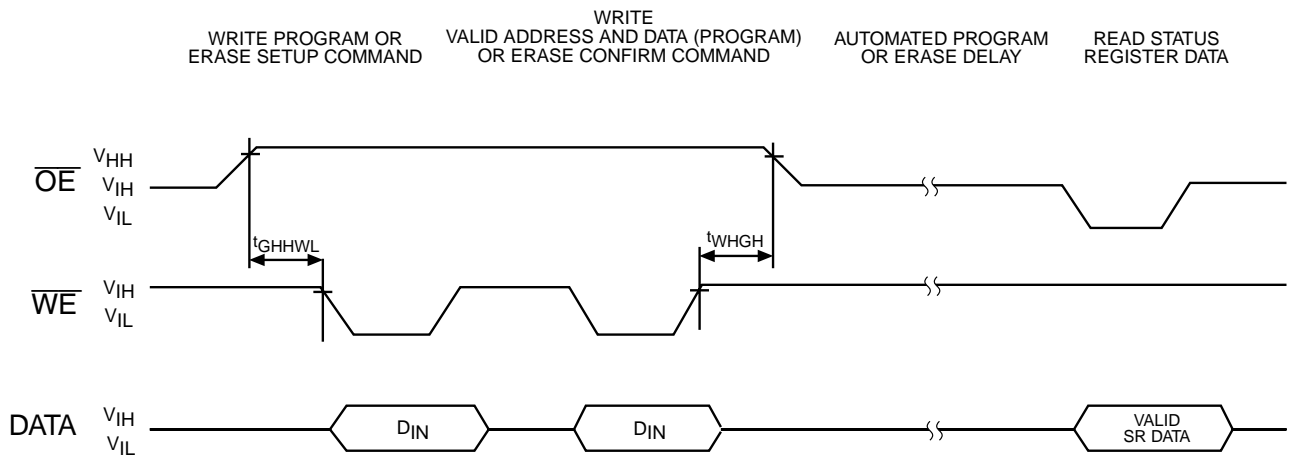 WRITE PROGRAM OR
ERASE SETUP COMMAND
WRITE
VALID ADDRESS AND DATA (PROGRAM)
OR ERASE CONFIRM COMMAND
AUTOMATED PROGRAM
OR ERASE DELAY
READ STATUS
REGISTER DATA
OE
VHH
VIH
VIL
tGHHWL
tWHGH
WE
VIH
VIL
DATA
VIH
VIL
DIN
DIN
VALID
SR DATA